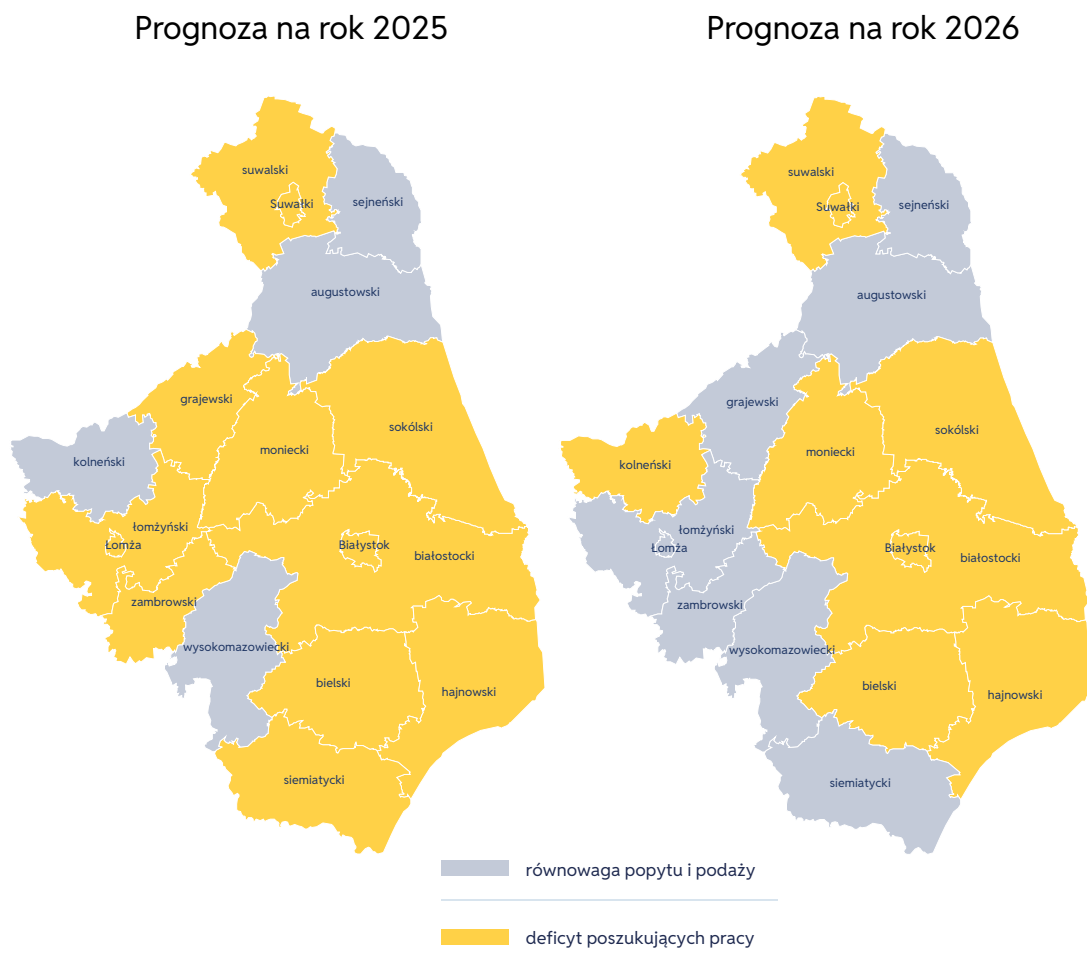 Prognoza na rok 2025
suwalski
Suwałki
sejneński
augustowski
grajewski
sokólski
moniecki
kolneński
łomżyński
Łomża
Białystok
białostocki
zambrowski
wysokomazowiecki
bielski
hajnowski
siemiatycki
Prognoza na rok 2026
suwalski
Suwałki
sejneński
augustowski
grajewski
sokólski
moniecki
kolneński
łomżyński
Łomża
Białystok
białostocki
zambrowski
wysokomazowiecki
bielski
hajnowski
siemiatycki
równowaga popytu i podaży
deficyt poszukujących pracy